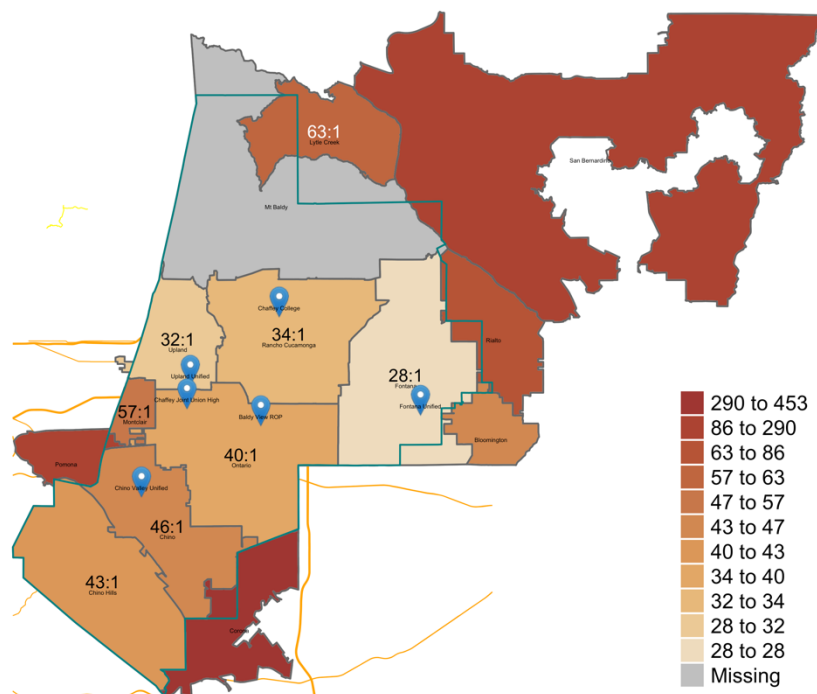 63:1
Lytle Creek
San Bernardino
Mt Baldy
Chaffey College
32:1
Upland
34:1
Rancho Cucamonga
Rialto
Upland Unified
28:1
Fontana
Chaffey Joint Union High
Fontana Unified
57:1
Montclair
Baldy View ROP
Bloomington
40:1
Ontario
Pomona
Chino Valley Unified
46:1
Chino
43:1
Chino Hills
Corona
290 to 453
86 to 290
63 to 86
57 to 63
47 to 57
43 to 47
40 to 43
34 to 40
32 to 34
28 to 32
28 to 28
Missing